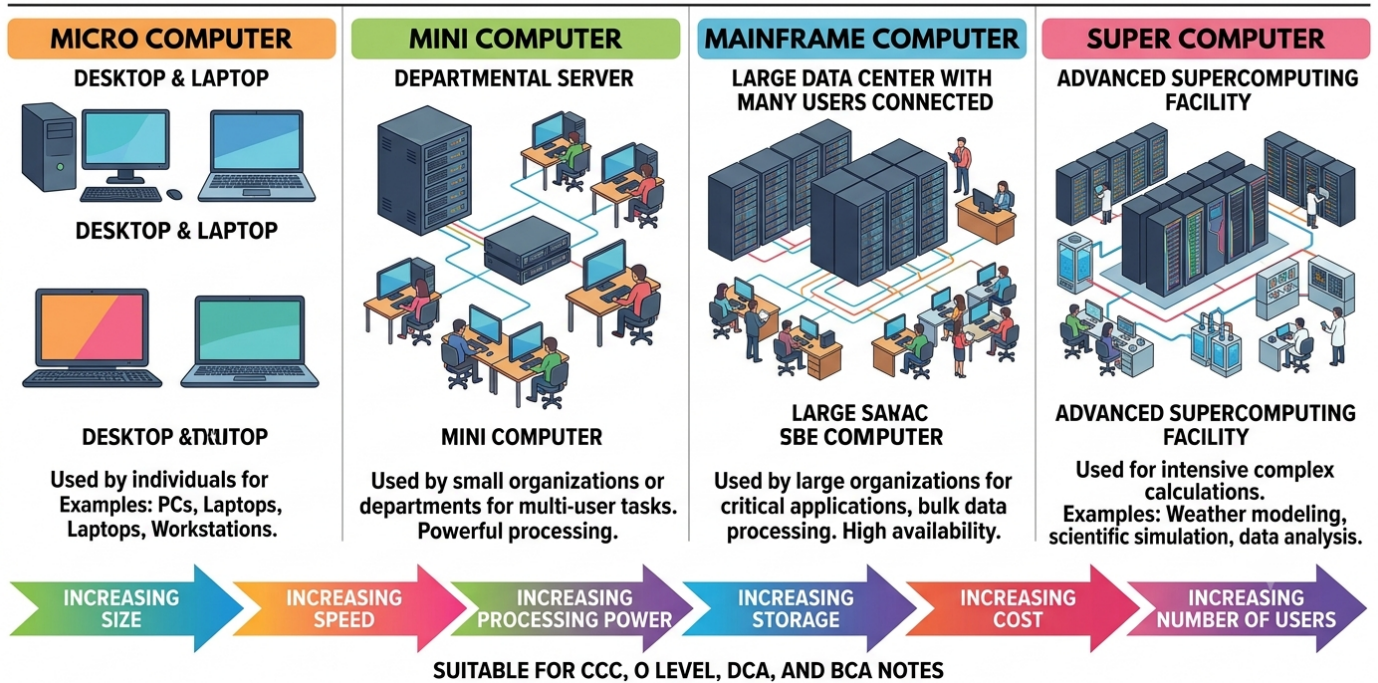 MICRO COMPUTER
DESKTOP & LAPTOP
DESKTOP & LAPTOP
DESKTOP &
Used by individuals for
Examples: PCs, Laptops,
Laptops, Workstations.
MINI COMPUTER
DEPARTMENTAL SERVER
MINI COMPUTER
Used by small organizations or
departments for multi-user tasks.
Powerful processing.
MAINFRAME COMPUTER
LARGE DATA CENTER WITH
MANY USERS CONNECTED
LARGE
SBE COMPUTER
Used by large organizations for
critical applications, bulk data
processing. High availability.
SUPER COMPUTER
ADVANCED SUPERCOMPUTING
FACILITY
ADVANCED SUPERCOMPUTING
FACILITY
Used for intensive complex
calculations.
Examples: Weather modeling,
scientific simulation, data analysis.
INCREASING
SIZE
INCREASING
SPEED
INCREASING
PROCESSING POWER
INCREASING
STORAGE
INCREASING
COST
INCREASING
NUMBER OF USERS
SUITABLE FOR CCC, O LEVEL, DCA, AND BCA NOTES